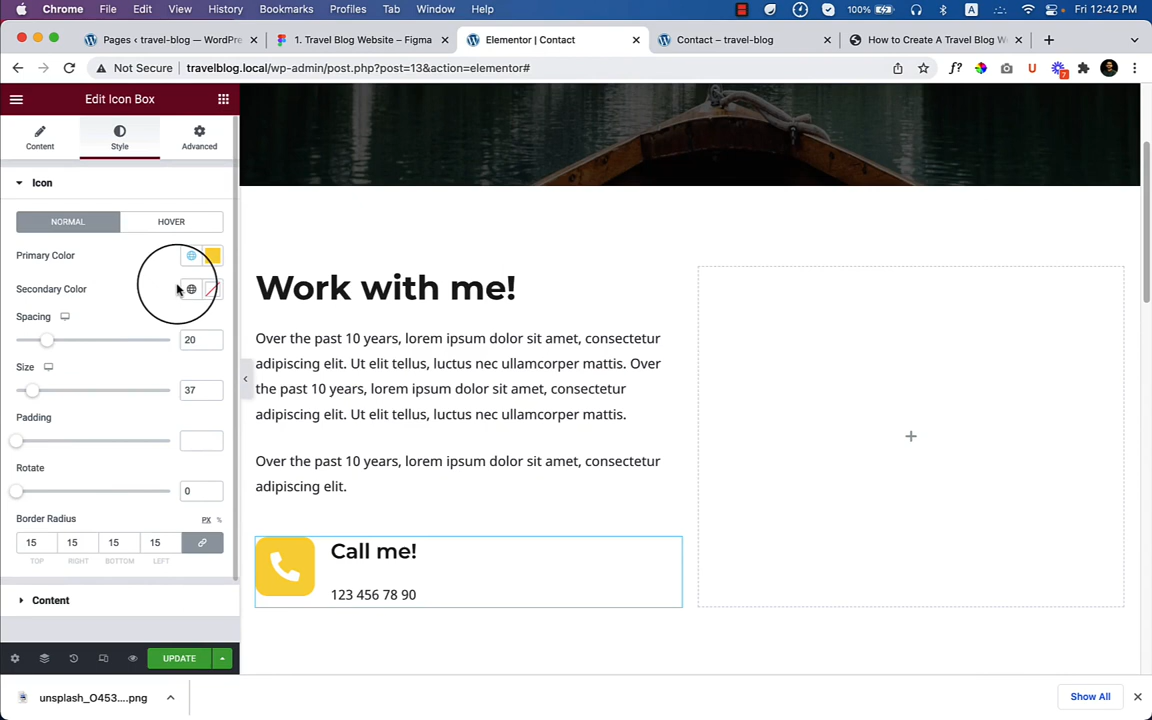 Chrome File Edit View History Bookmarks Profiles Tab Window Help 100% A Fri 12:42 PM
Pages ‹ travel-blog — WordPre
1. Travel Blog Website – Figma
Elementor | Contact
Contact – travel-blog
How to Create A Travel Blog W
Not Secure travelblog.local/wp-admin/post.php?post=13&action=elementor#
f? U 7
Edit Icon Box
Content Style Advanced
Icon
NORMAL HOVER
Primary Color
Secondary Color
Spacing
20
Size
37
Padding
Rotate
0
Border Radius PX %
15 15 15 15
TOP RIGHT BOTTOM LEFT
Content
UPDATE
Work with me!
Over the past 10 years, lorem ipsum dolor sit amet, consectetur
adipiscing elit. Ut elit tellus, luctus nec ullamcorper mattis. Over
the past 10 years, lorem ipsum dolor sit amet, consectetur
adipiscing elit. Ut elit tellus, luctus nec ullamcorper mattis.
Over the past 10 years, lorem ipsum dolor sit amet, consectetur
adipiscing elit.
Call me!
123 456 78 90
unsplash_O453....png
Show All